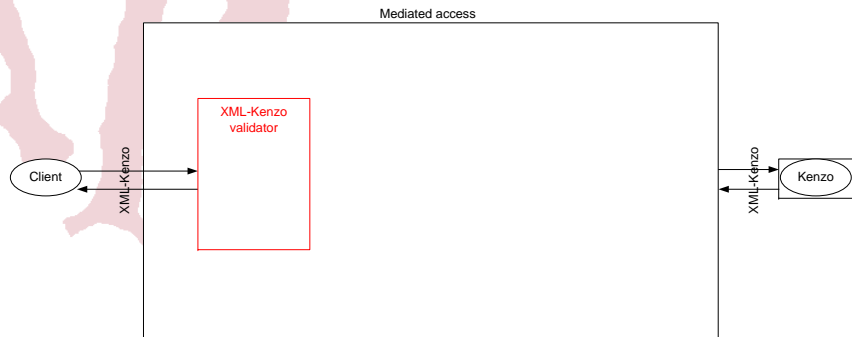 Mediated access
XML-Kenzo
validator
Client
XML-Kenzo
XML-Kenzo
Kenzo